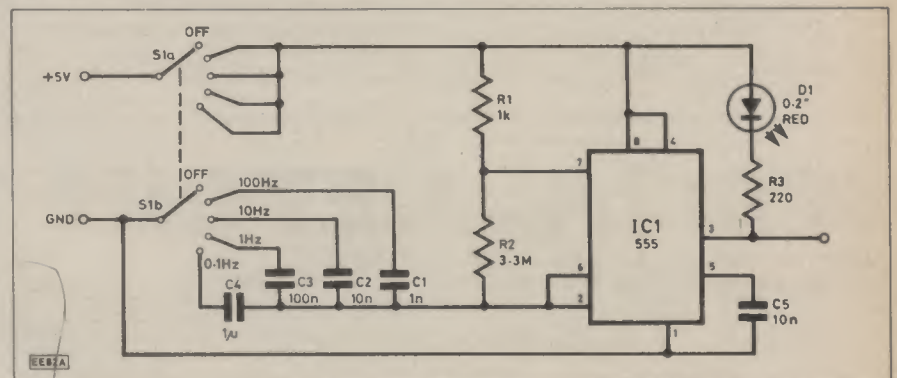 OFF
S1a
+5V
R1
1k
D1
0·2"
RED
8
4
7
OFF
S1b
GND
100Hz
10Hz
1Hz
0·1Hz
R2
3·3M
IC1
555
R3
220
3
6
2
5
1
C4
1µ
C3
100n
C2
10n
C1
1n
C5
10n
EE82A